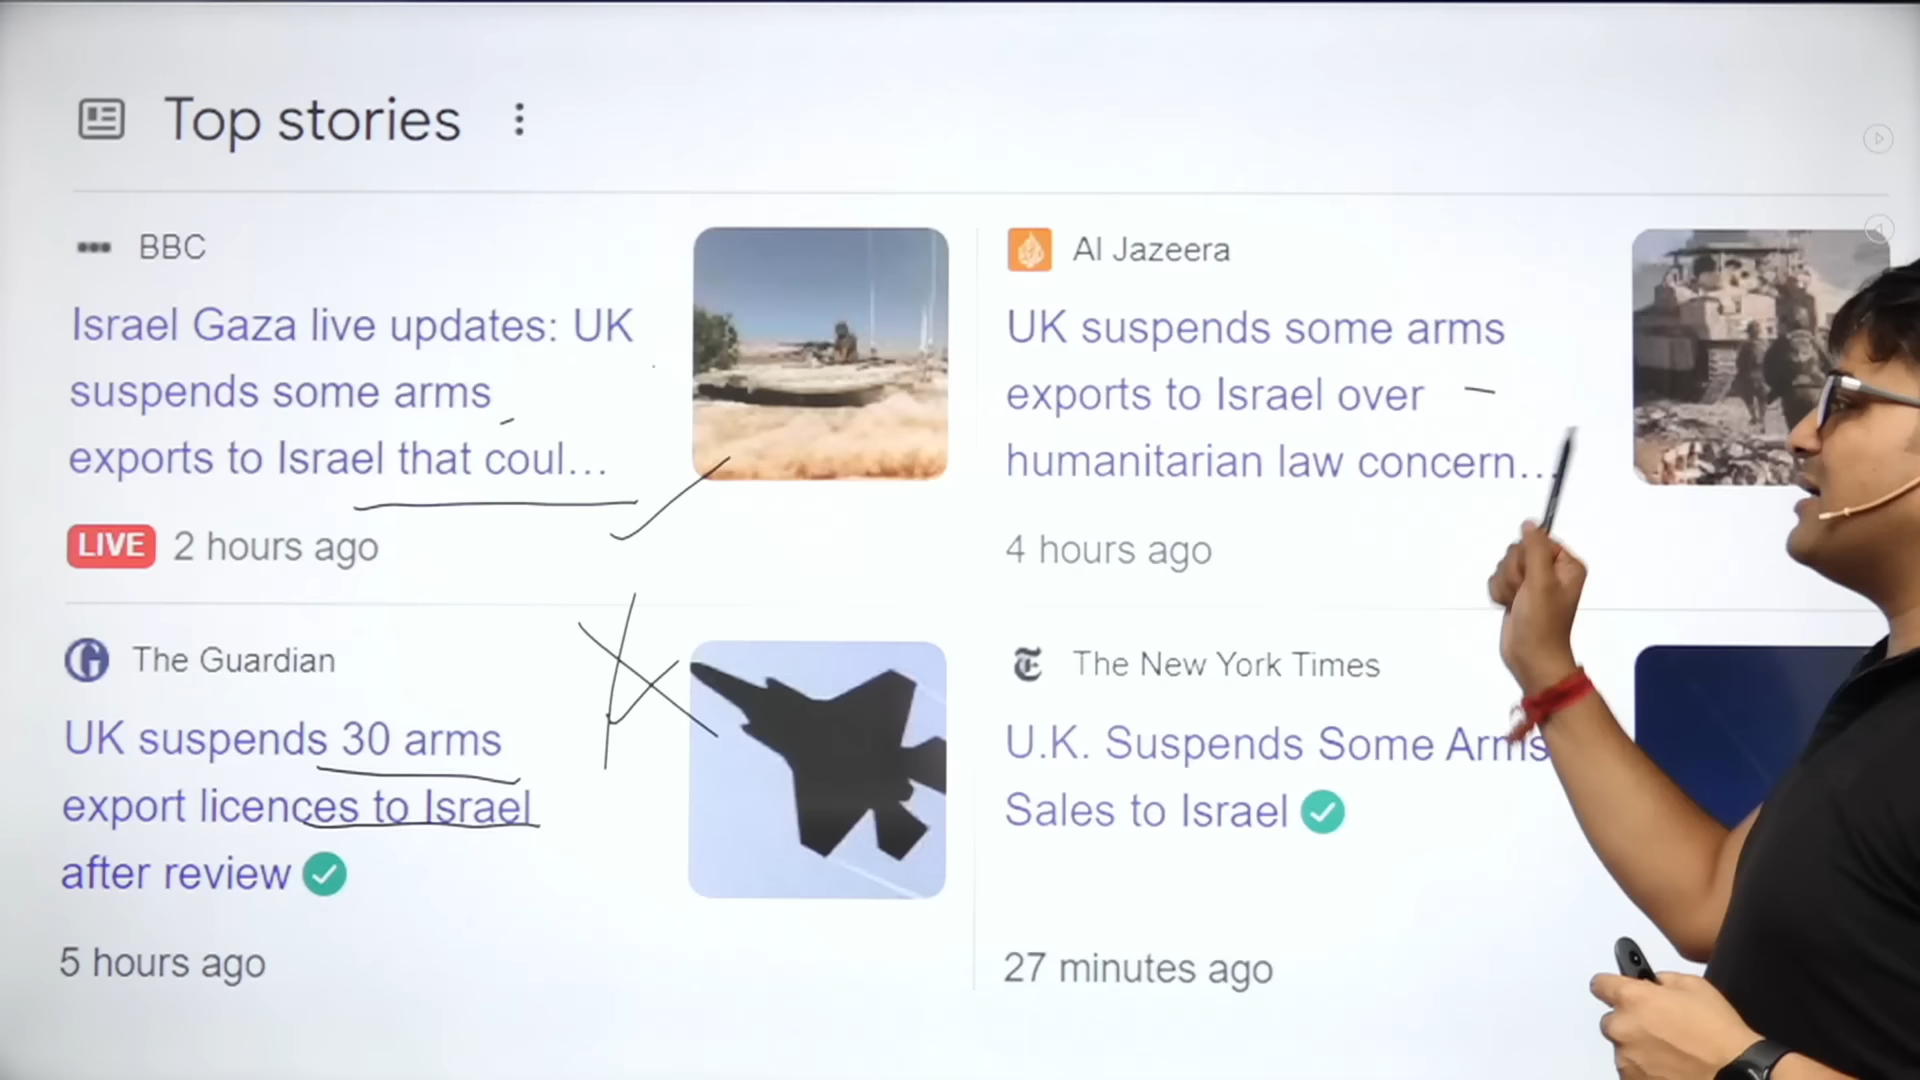 Top stories
BBC
Israel Gaza live updates: UK
suspends some arms
exports to Israel that coul...
LIVE 2 hours ago
Al Jazeera
UK suspends some arms
exports to Israel over
humanitarian law concern...
4 hours ago
The Guardian
UK suspends 30 arms
export licences to Israel
after review
5 hours ago
The New York Times
U.K. Suspends Some Arms
Sales to Israel
27 minutes ago